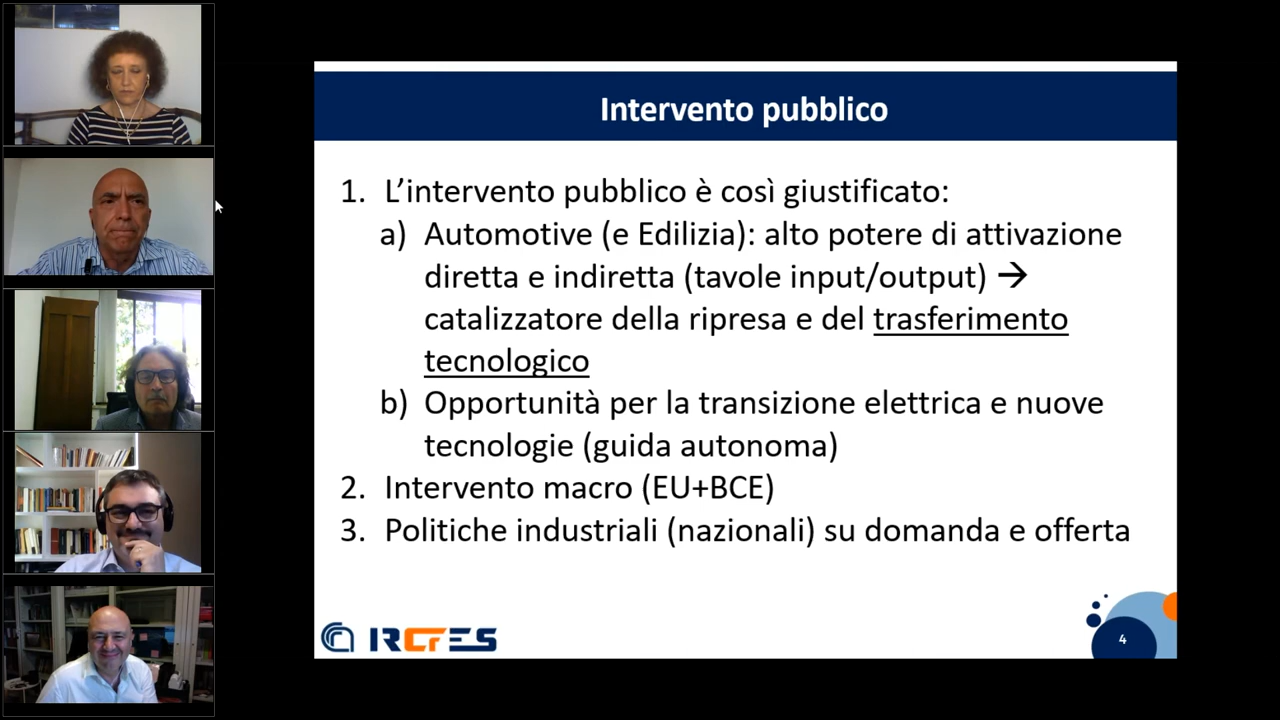 Intervento pubblico
1. L’intervento pubblico è così giustificato:
a) Automotive (e Edilizia): alto potere di attivazione
diretta e indiretta (tavole input/output) →
catalizzatore della ripresa e del trasferimento
tecnologico
b) Opportunità per la transizione elettrica e nuove
tecnologie (guida autonoma)
2. Intervento macro (EU+BCE)
3. Politiche industriali (nazionali) su domanda e offerta
IRCrES
4